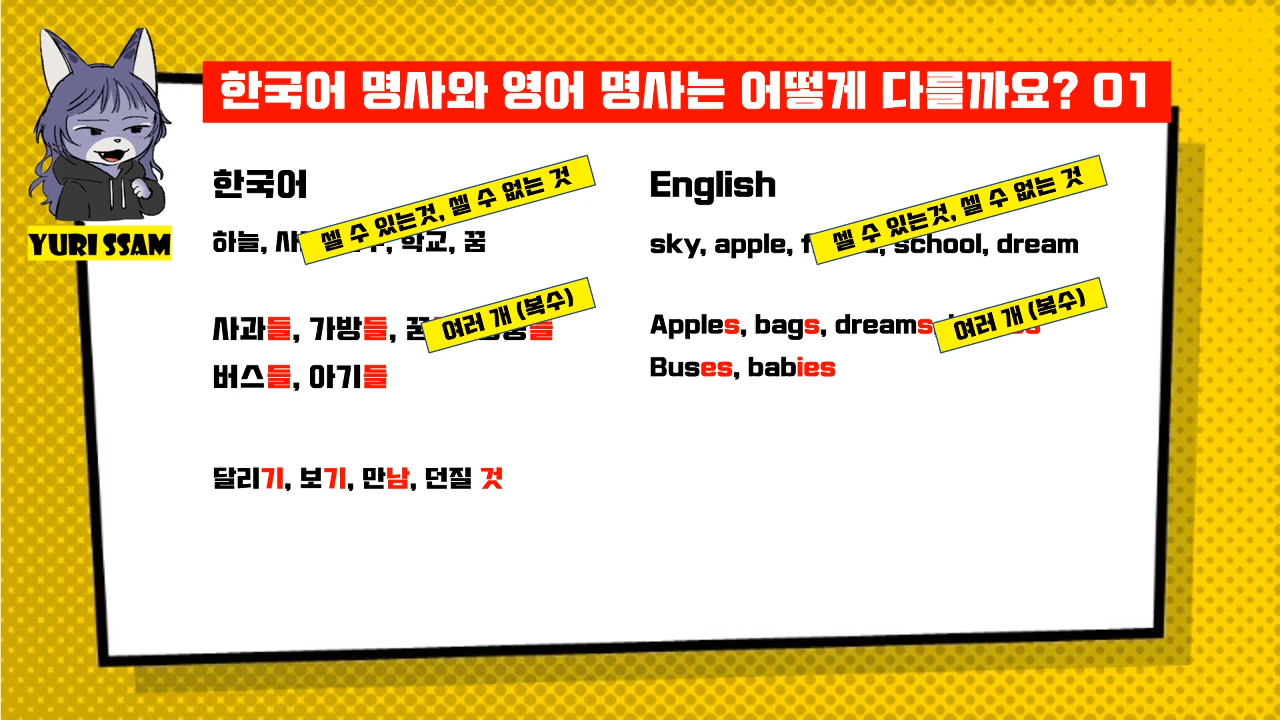 한국어 명사와 영어 명사는 어떻게 다를까요? 01
YURI SSAM
한국어
셀 수 있는것, 셀 수 없는 것
하늘, 학교, 꿈
여러 개 (복수)
사과들, 가방들,
버스들, 아기들
달리기, 보기, 만남, 던질 것
English
셀 수 있는것, 셀 수 없는 것
sky, apple, school, dream
여러 개 (복수)
Apples, bags, dreams
Buses, babies